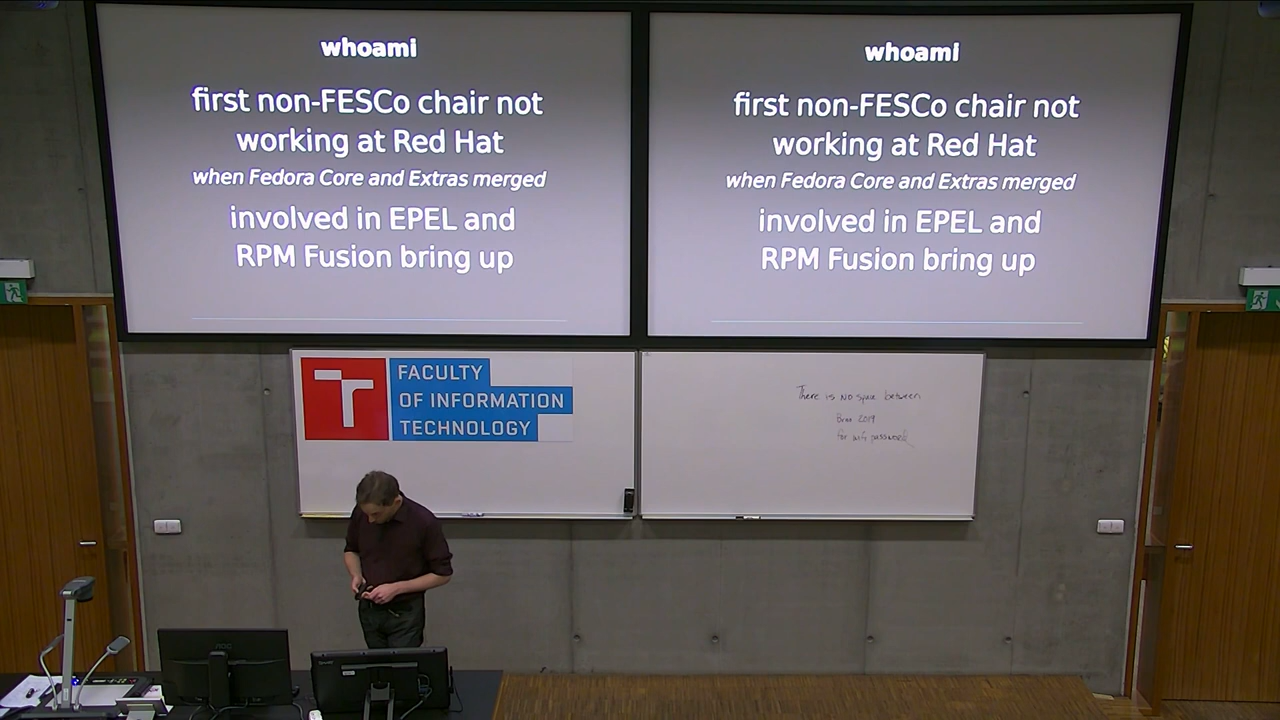 whoami
first non-FESCo chair not
working at Red Hat
when Fedora Core and Extras merged
involved in EPEL and
RPM Fusion bring up
whoami
first non-FESCo chair not
working at Red Hat
when Fedora Core and Extras merged
involved in EPEL and
RPM Fusion bring up
FACULTY
OF INFORMATION
TECHNOLOGY
There is NO space between
Brno 2019
for wifi password